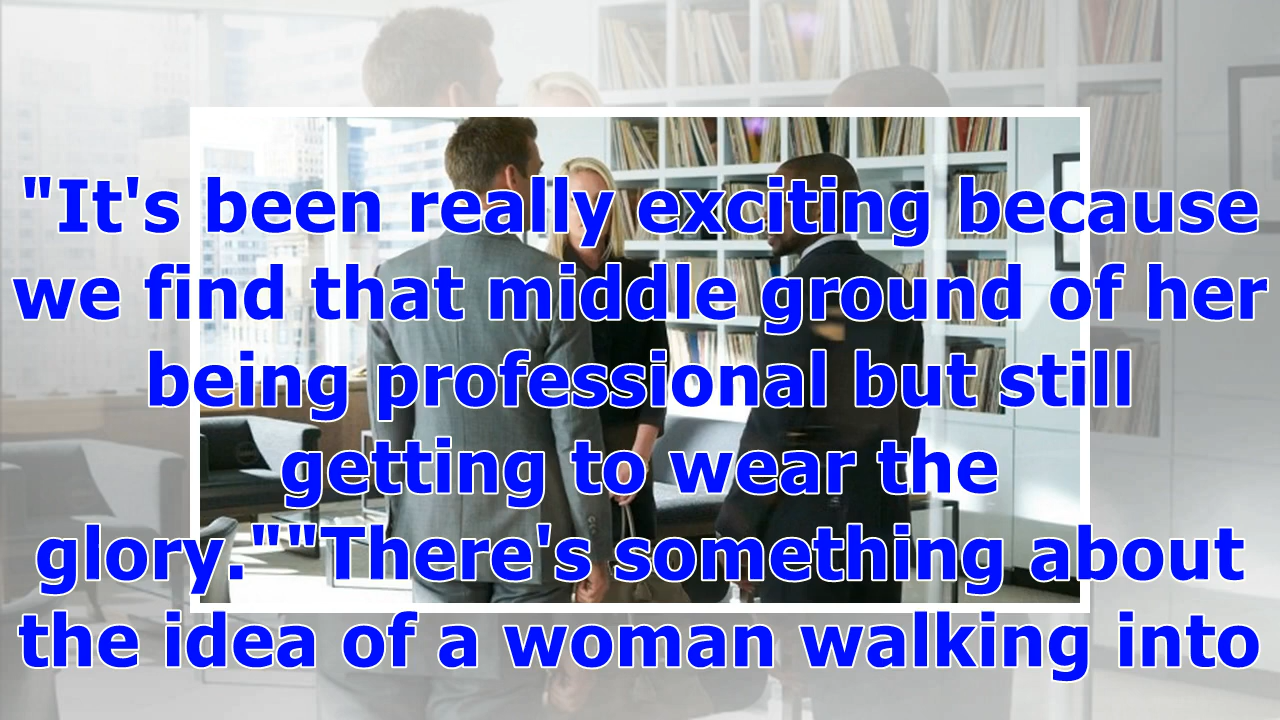 "It's been really exciting because
we find that middle ground of her
being professional but still
getting to wear the
glory.""There's something about
the idea of a woman walking into